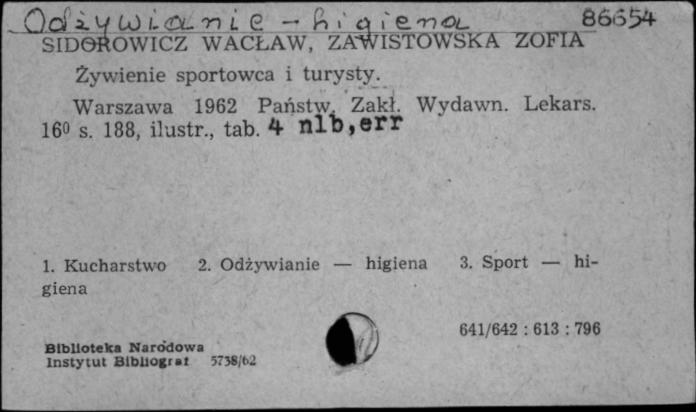 Odżywianie - higiena 86654
SIDOROWICZ WACŁAW, ZAWISTOWSKA ZOFIA
Żywienie sportowca i turysty.
Warszawa 1962 Państw. Zakł. Wydawn. Lekars.
16⁰ s. 188, ilustr., tab. 4 nlb,err
1. Kucharstwo 2. Odżywianie — higiena 3. Sport — hi-
giena
641/642 : 613 : 796
Biblioteka Narodowa
Instytut Bibliograf 5738/62